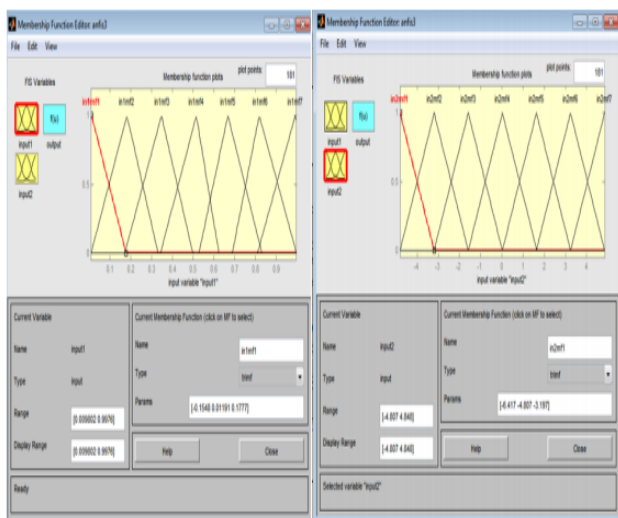 Membership Function Editor: anfis3
File Edit View
FIS Variables
Membership function plots
plot points:
181
input1
f(u)
output
input2
in1mf1 in1mf2 in1mf3 in1mf4 in1mf5 in1mf6 in1mf7
1
0.5
0
0.1 0.2 0.3 0.4 0.5 0.6 0.7 0.8 0.9
input variable "input1"
Current Variable
Name input1
Type input
Range [0.009802 0.9976]
Display Range [0.009802 0.9976]
Current Membership Function (click on MF to select)
Name in1mf1
Type trimf
Params [-0.1548 0.01191 0.1777]
Help Close
Ready
Membership Function Editor: anfis3
File Edit View
FIS Variables
Membership function plots
plot points:
181
input1
f(u)
output
input2
in2mf1 in2mf2 in2mf3 in2mf4 in2mf5 in2mf6 in2mf7
1
0.5
0
-4 -3 -2 -1 0 1 2 3 4
input variable "input2"
Current Variable
Name input2
Type input
Range [-4.807 4.848]
Display Range [-4.807 4.848]
Current Membership Function (click on MF to select)
Name in2mf1
Type trimf
Params [-6.417 -4.807 -3.197]
Help Close
Selected variable "input2"